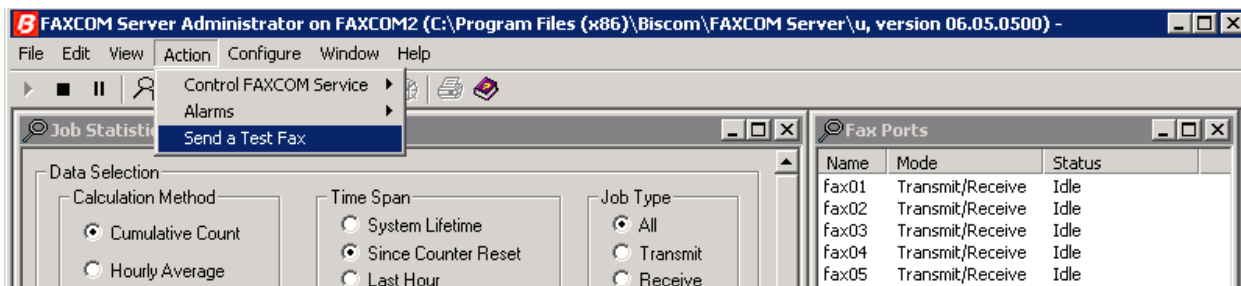 FAXCOM Server Administrator on FAXCOM2 (C:\Program Files (x86)\Biscom\FAXCOM Server\u, version 06.05.0500) -
File Edit View Action Configure Window Help
Control FAXCOM Service
Alarms
Send a Test Fax
Job Statisti
Data Selection
Calculation Method
Cumulative Count
Hourly Average
Time Span
System Lifetime
Since Counter Reset
Last Hour
Job Type
All
Transmit
Receive
Fax Ports
Name Mode Status
fax01 Transmit/Receive Idle
fax02 Transmit/Receive Idle
fax03 Transmit/Receive Idle
fax04 Transmit/Receive Idle
fax05 Transmit/Receive Idle